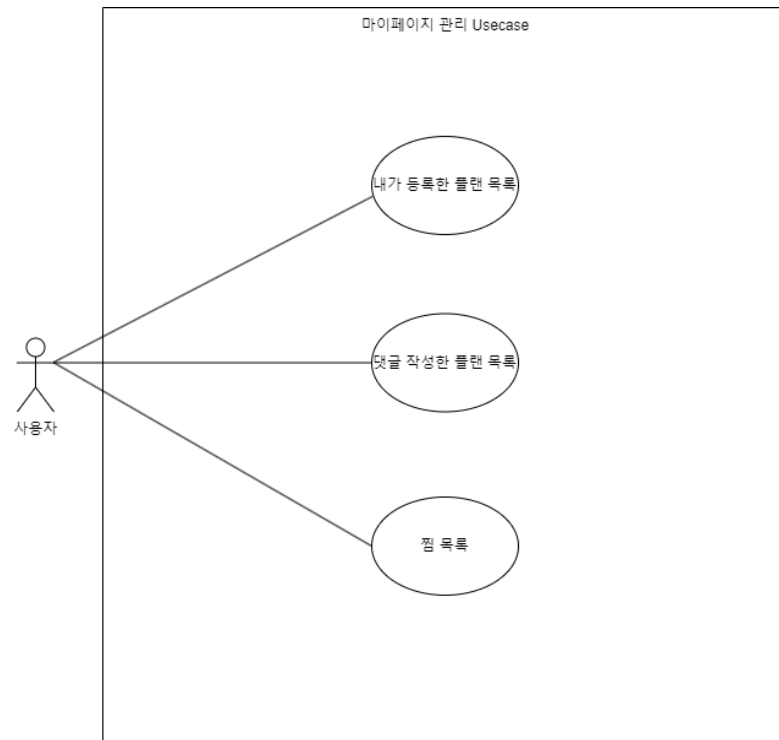 마이페이지 관리 Usecase
내가 등록한 플랜 목록
댓글 작성한 플랜 목록
사용자
찜 목록